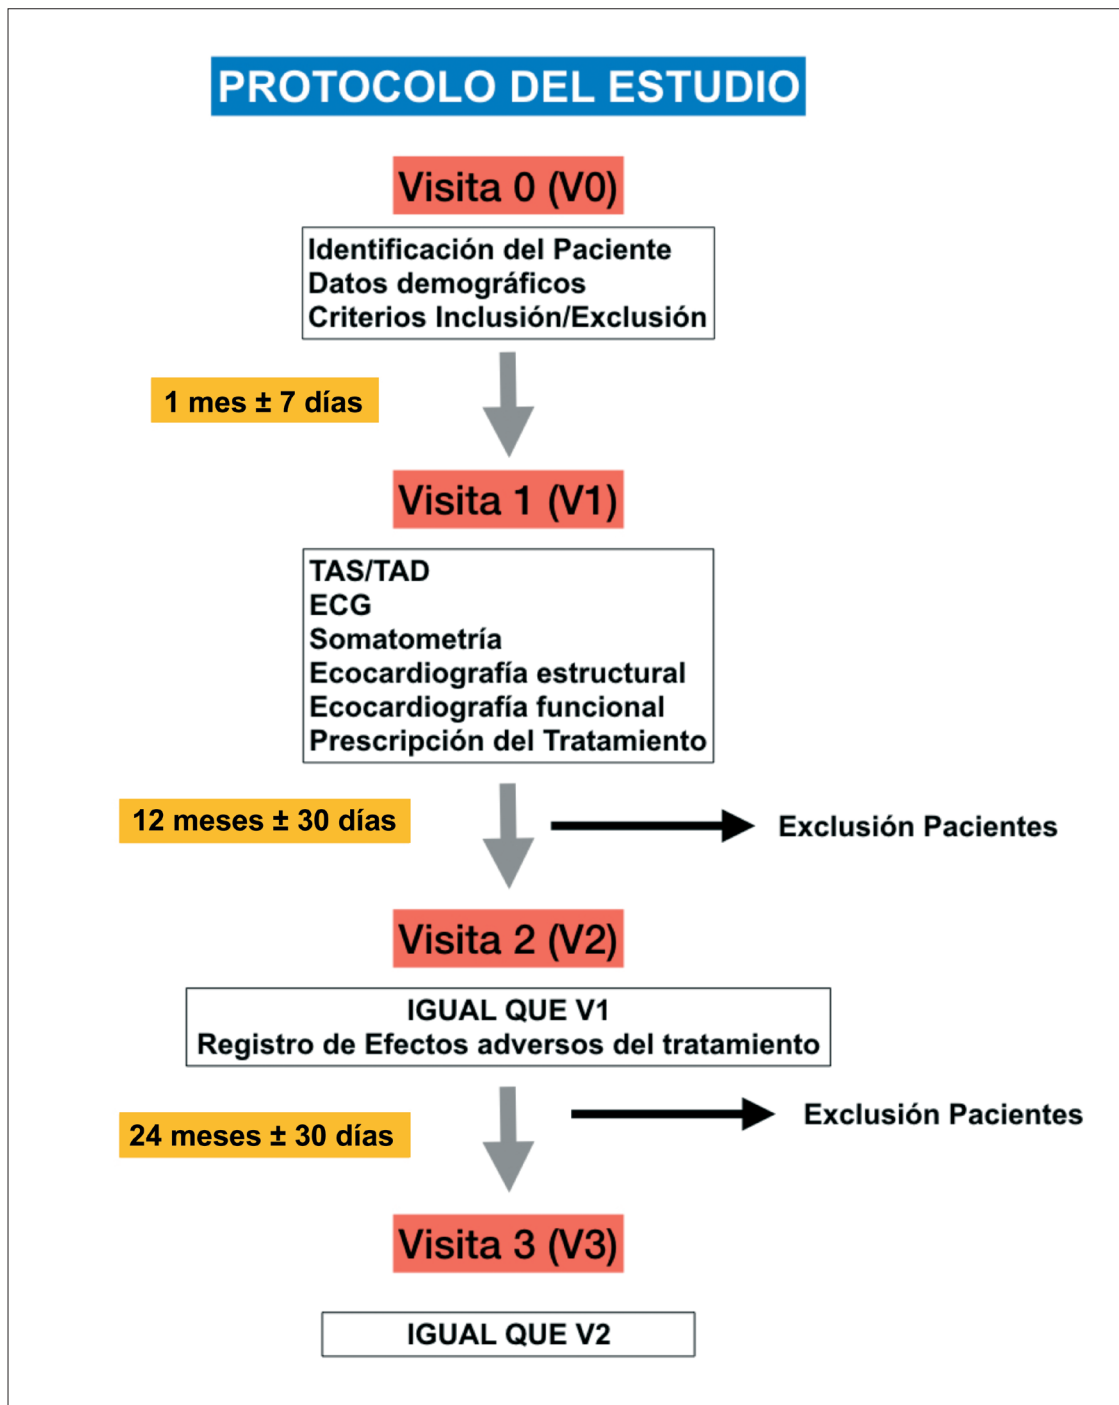 PROTOCOLO DEL ESTUDIO
Visita 0 (V0)
Identificación del Paciente
Datos demográficos
Criterios Inclusión/Exclusión
1 mes ± 7 días
Visita 1 (V1)
TAS/TAD
ECG
Somatometría
Ecocardiografía estructural
Ecocardiografía funcional
Prescripción del Tratamiento
12 meses ± 30 días
Exclusión Pacientes
Visita 2 (V2)
IGUAL QUE V1
Registro de Efectos adversos del tratamiento
24 meses ± 30 días
Exclusión Pacientes
Visita 3 (V3)
IGUAL QUE V2